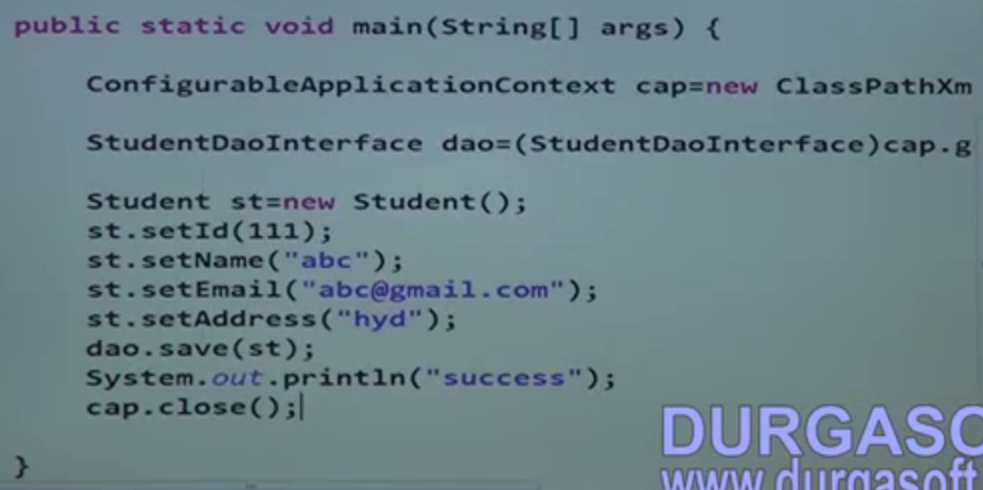 public static void main(String[] args) {
ConfigurableApplicationContext cap=new ClassPathXm
StudentDaoInterface dao=(StudentDaoInterface)cap.g
Student st=new Student();
st.setId(111);
st.setName("abc");
st.setEmail("abc@gmail.com");
st.setAddress("hyd");
dao.save(st);
System.out.println("success");
cap.close();
}
DURGASO
www.durgasoft